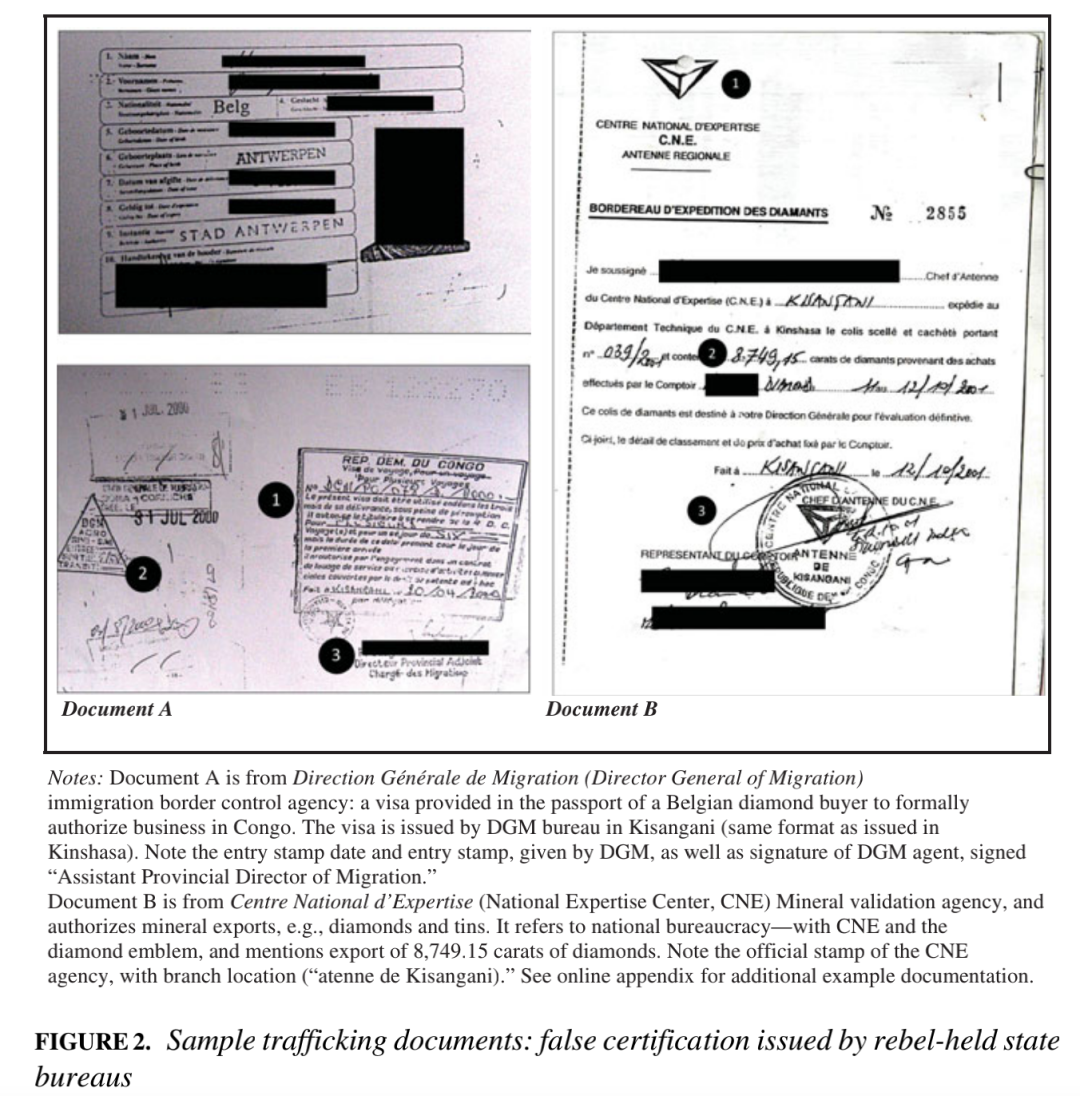 1. Naam
2. Voornamen
3. Nationaliteit
Belg
4. Geslacht
5. Geboortedatum
6. Geboorteplaats
ANTWERPEN
7. Datum van afgifte
8. Geldig tot
9. Instantie
STAD ANTWERPEN
10. Handtekening van de houder
31 JUL. 2000
31 JUL 2000
DGM
TRANSIT
2
1
REP. DEM. DU CONGO
Visa de Voyage, Pour un voyage
Pour Plusieurs Voyages
Le présent visa doit être utilisé endéans les trois
mois de sa délivrance, sous peine de péremption
SIX
la première arrivée
Fait à KISANGANI le 20/04/2000
3
Directeur Provincial Adjoint
Chargé des Migrations
Document A
1
CENTRE NATIONAL D'EXPERTISE
C.N.E.
ANTENNE REGIONALE
BORDEREAU D'EXPEDITION DES DIAMANTS
№ 2855
Je soussigné Chef d'Antenne
du Centre National d'Expertise (C.N.E.) à KISANGANI expédie au
Département Technique du C.N.E. à Kinshasa le colis scellé et cachèté portant
n° 039/2001 et conte 2 8.749,15 carats de diamants provenant des achats
effectués par le Comptoir 12/10/2001
Ce colis de diamants est destiné à notre Direction Générale pour l'évaluation définitive.
Ci-joint, le détail de classement et du prix d'achat fixé par le Comptoir.
Fait à KISANGANI le 12/10/2001
3
CHEF D'ANTENNE DU C.N.E.
REPRESENTANT DU COMPTOIR
ANTENNE
DE
KISANGANI
Document B
Notes: Document A is from Direction Générale de Migration (Director General of Migration)
immigration border control agency: a visa provided in the passport of a Belgian diamond buyer to formally
authorize business in Congo. The visa is issued by DGM bureau in Kisangani (same format as issued in
Kinshasa). Note the entry stamp date and entry stamp, given by DGM, as well as signature of DGM agent, signed
“Assistant Provincial Director of Migration.”
Document B is from Centre National d’Expertise (National Expertise Center, CNE) Mineral validation agency, and
authorizes mineral exports, e.g., diamonds and tins. It refers to national bureaucracy—with CNE and the
diamond emblem, and mentions export of 8,749.15 carats of diamonds. Note the official stamp of the CNE
agency, with branch location (“atenne de Kisangani).” See online appendix for additional example documentation.
FIGURE 2. Sample trafficking documents: false certification issued by rebel-held state
bureaus